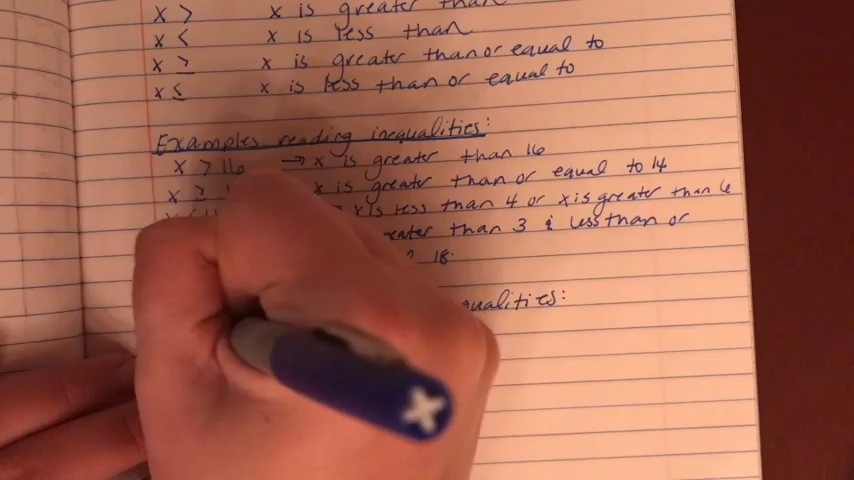 x > x is greater than
x < x is less than
x ≥ x is greater than or equal to
x ≤ x is less than or equal to
Examples reading inequalities:
x > 16 → x is greater than 16
x ≥ x is greater than or equal to 14
x is less than 4 or x is greater than 6
than 3 & less than or
18.